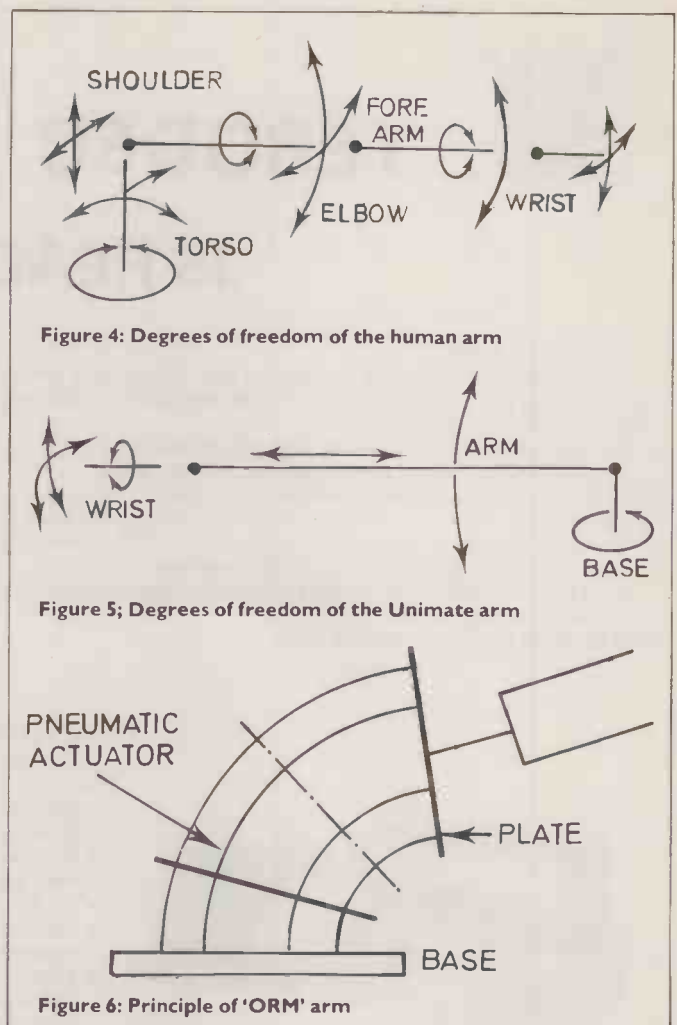 SHOULDER
FORE
ARM
ELBOW
WRIST
TORSO
Figure 4: Degrees of freedom of the human arm
ARM
WRIST
BASE
Figure 5; Degrees of freedom of the Unimate arm
PNEUMATIC
ACTUATOR
PLATE
BASE
Figure 6: Principle of 'ORM' arm